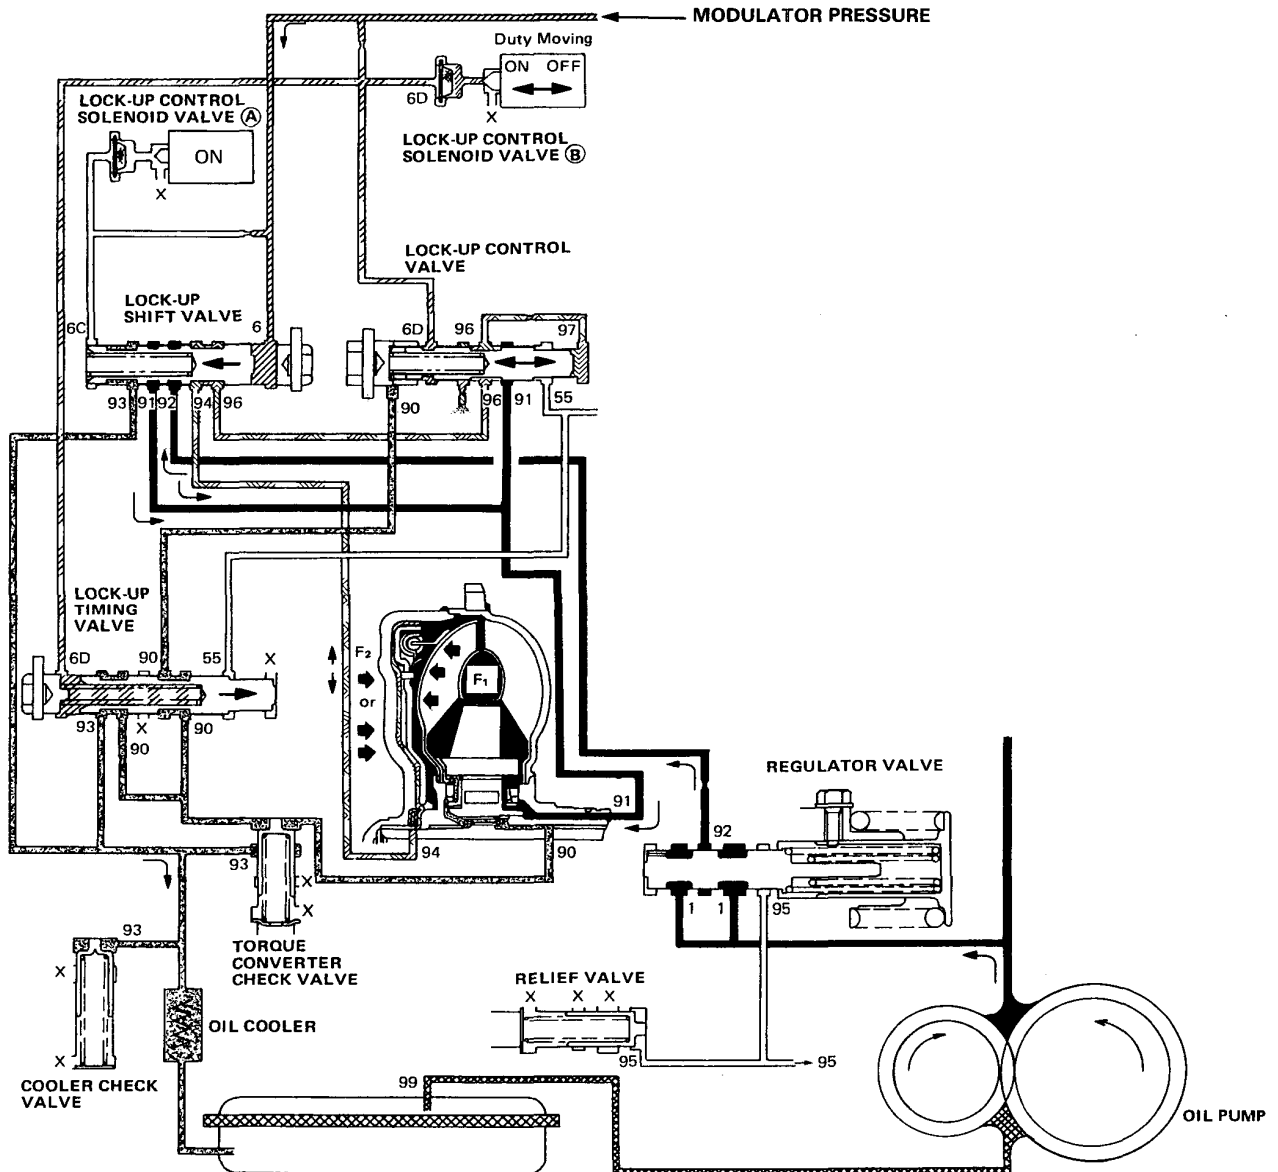 MODULATOR PRESSURE
Duty Moving
ON OFF
6D
X
LOCK-UP CONTROL
SOLENOID VALVE Ⓐ
ON
X
LOCK-UP CONTROL
SOLENOID VALVE Ⓑ
LOCK-UP CONTROL
VALVE
LOCK-UP
SHIFT VALVE
6C
6
6D
96
97
93
91
92
94
96
90
96
91
55
LOCK-UP
TIMING
VALVE
6D
90
55
X
93
X
90
90
F₂
or
F₁
91
94
90
REGULATOR VALVE
92
1
1
95
93
X
X
TORQUE
CONVERTER
CHECK VALVE
93
X
X
COOLER CHECK
VALVE
OIL COOLER
RELIEF VALVE
X X X
95
95
99
OIL PUMP